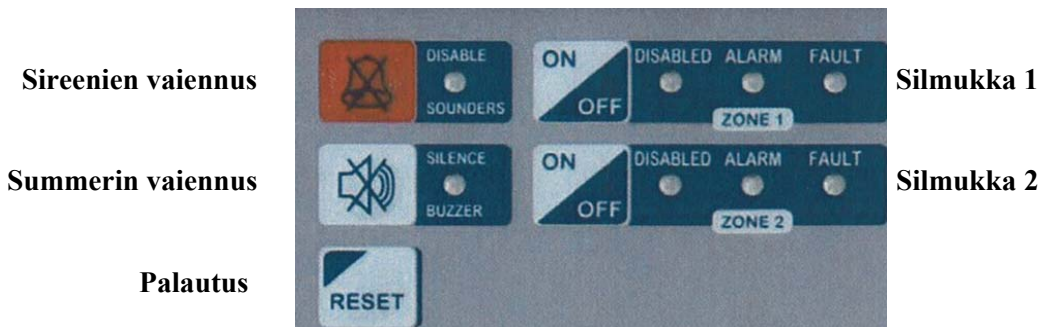 Sireenien vaiennus
DISABLE
SOUNDERS
ON
OFF
DISABLED ALARM FAULT
ZONE 1
Silmukka 1
Summerin vaiennus
SILENCE
BUZZER
ON
OFF
DISABLED ALARM FAULT
ZONE 2
Silmukka 2
Palautus
RESET